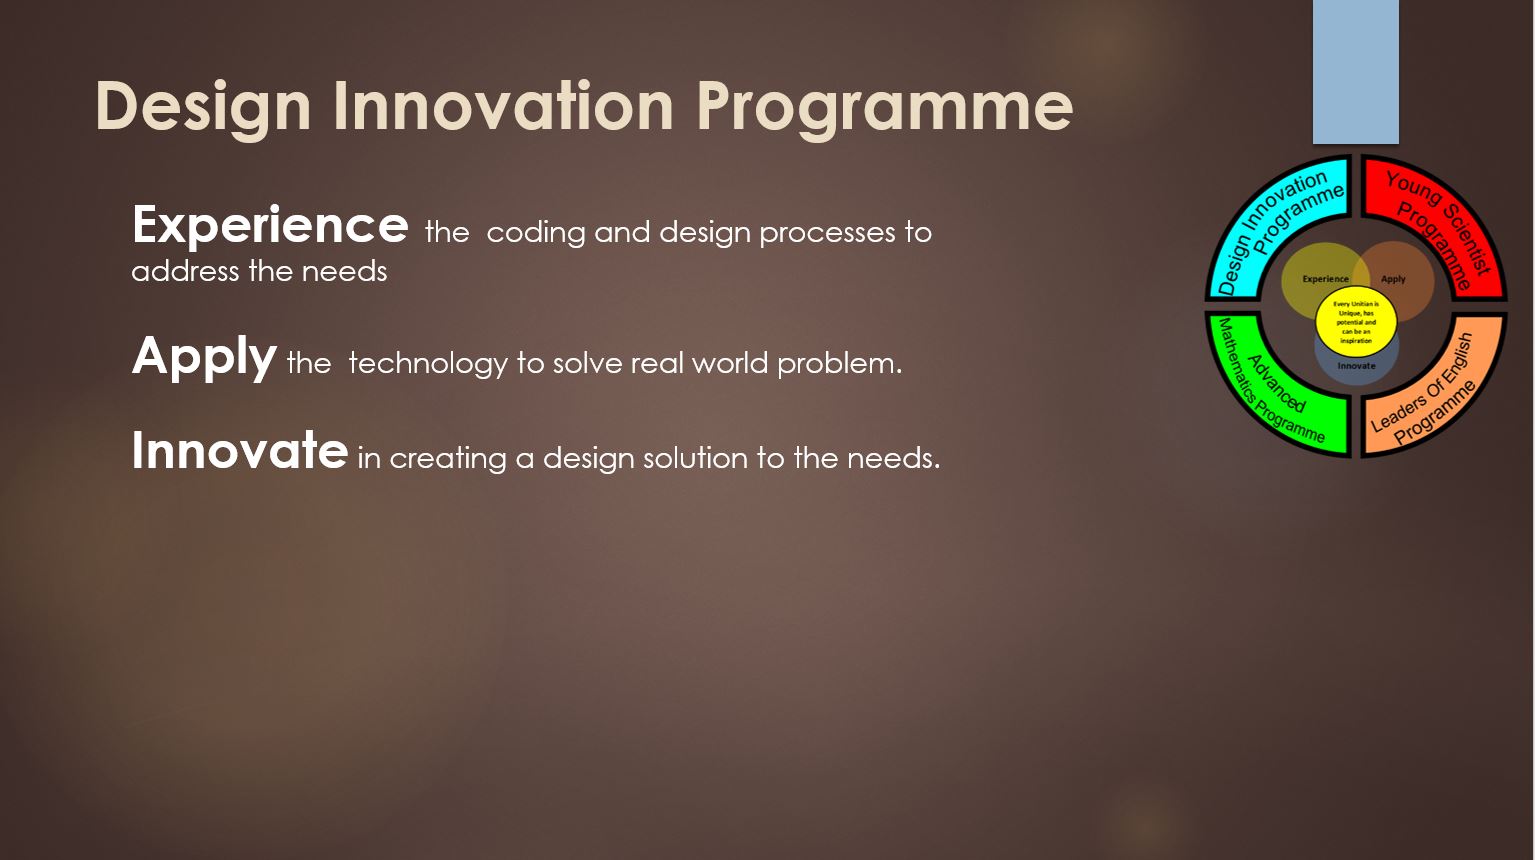 Design Innovation Programme
Experience the coding and design processes to
address the needs
Apply the technology to solve real world problem.
Innovate in creating a design solution to the needs.
Design Innovation
Programme
Young Scientist
Programme
Experience
Apply
Every Unitian is
Unique, has
potential and
can be an
inspiration
Innovate
Advanced
Mathematics Programme
Leaders Of English
Programme